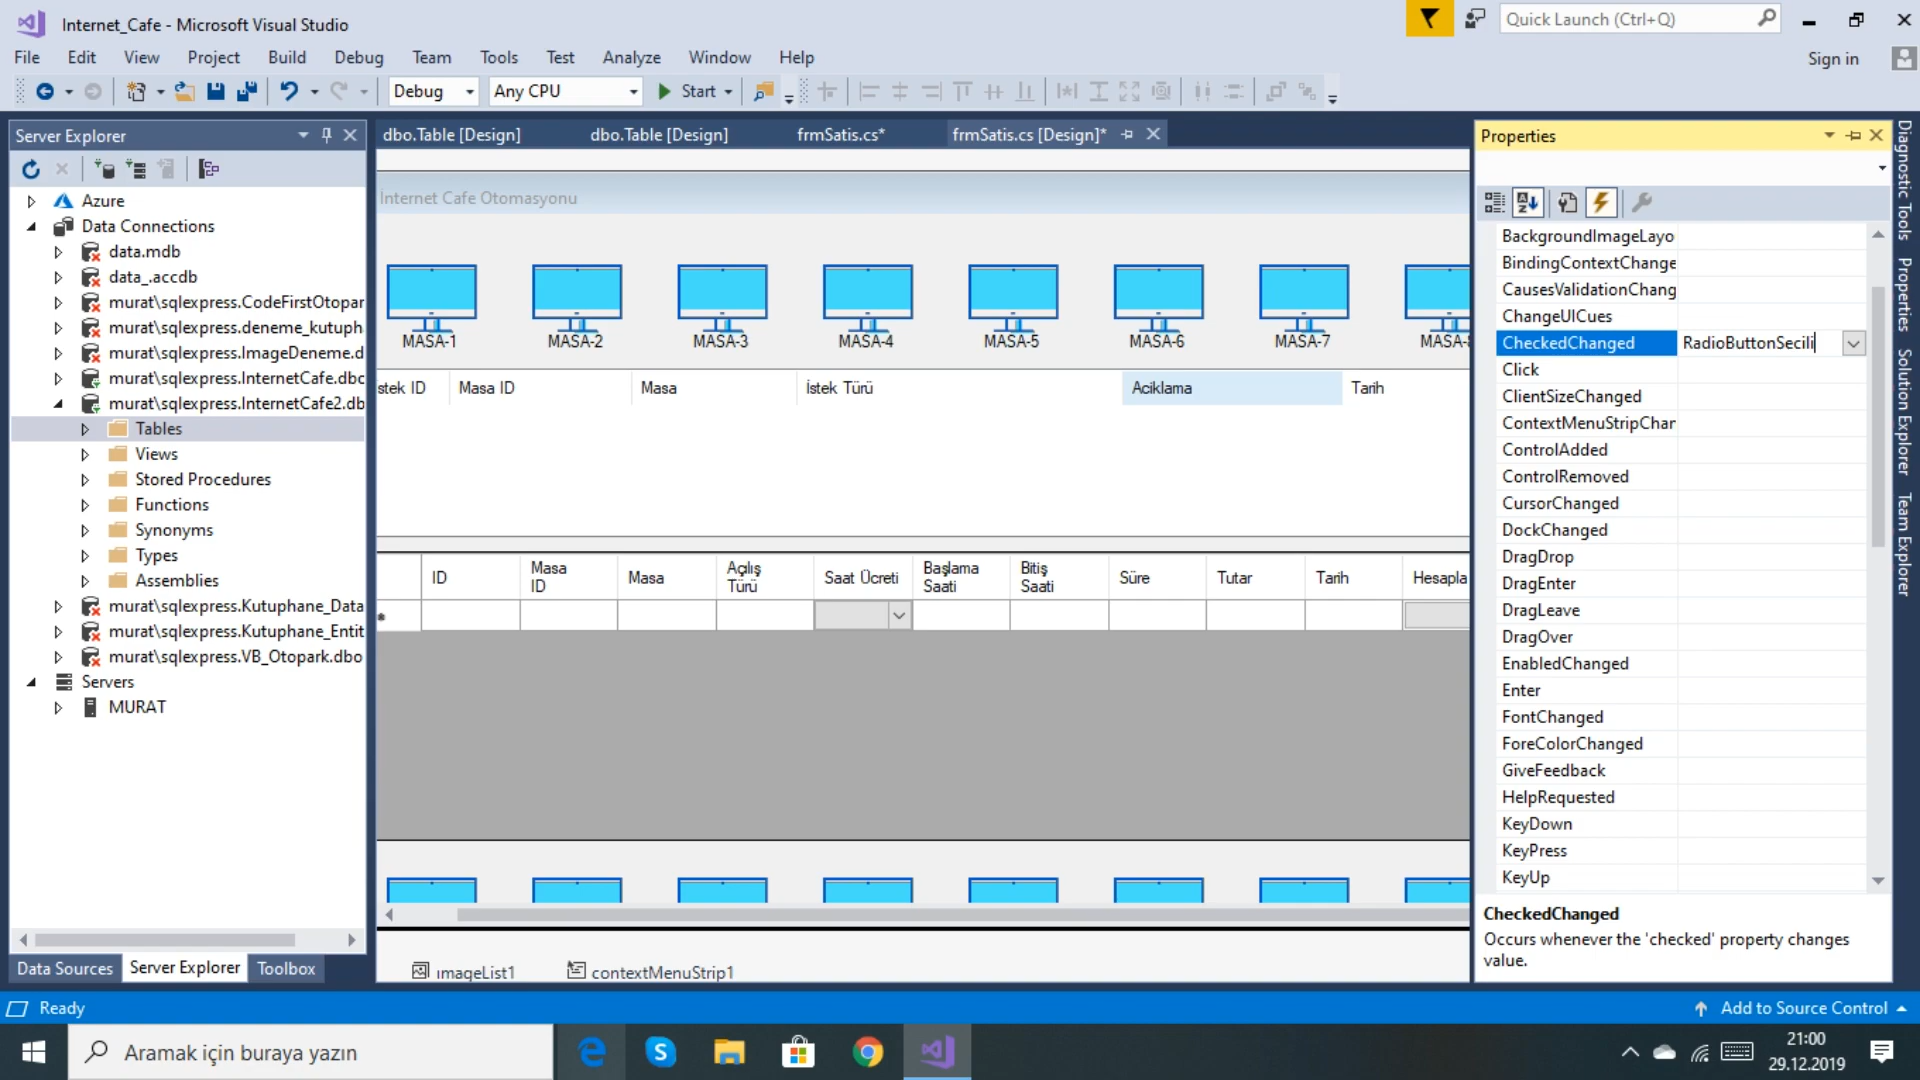 Internet_Cafe - Microsoft Visual Studio
Quick Launch (Ctrl+Q)
File Edit View Project Build Debug Team Tools Test Analyze Window Help
Sign in
Debug Any CPU Start
Server Explorer
dbo.Table [Design] dbo.Table [Design] frmSatis.cs* frmSatis.cs [Design]*
Properties
Azure
Data Connections
data.mdb
data_.accdb
murat\sqlexpress.CodeFirstOtopar
murat\sqlexpress.deneme_kutuph
murat\sqlexpress.ImageDeneme.d
murat\sqlexpress.InternetCafe.dbc
murat\sqlexpress.InternetCafe2.db
Tables
Views
Stored Procedures
Functions
Synonyms
Types
Assemblies
murat\sqlexpress.Kutuphane_Data
murat\sqlexpress.Kutuphane_Entit
murat\sqlexpress.VB_Otopark.dbo
Servers
MURAT
Data Sources Server Explorer Toolbox
İnternet Cafe Otomasyonu
MASA-1 MASA-2 MASA-3 MASA-4 MASA-5 MASA-6 MASA-7 MASA-8
stek ID Masa ID Masa İstek Türü Aciklama Tarih
ID Masa ID Masa Açılış Türü Saat Ücreti Başlama Saati Bitiş Saati Süre Tutar Tarih Hesapla
imageList1 contextMenuStrip1
BackgroundImageLayo
BindingContextChange
CausesValidationChang
ChangeUICues
CheckedChanged RadioButtonSecili
Click
ClientSizeChanged
ContextMenuStripChar
ControlAdded
ControlRemoved
CursorChanged
DockChanged
DragDrop
DragEnter
DragLeave
DragOver
EnabledChanged
Enter
FontChanged
ForeColorChanged
GiveFeedback
HelpRequested
KeyDown
KeyPress
KeyUp
CheckedChanged
Occurs whenever the 'checked' property changes
value.
Diagnostic Tools
Properties
Solution Explorer
Team Explorer
Ready
Add to Source Control
Aramak için buraya yazın
21:00
29.12.2019